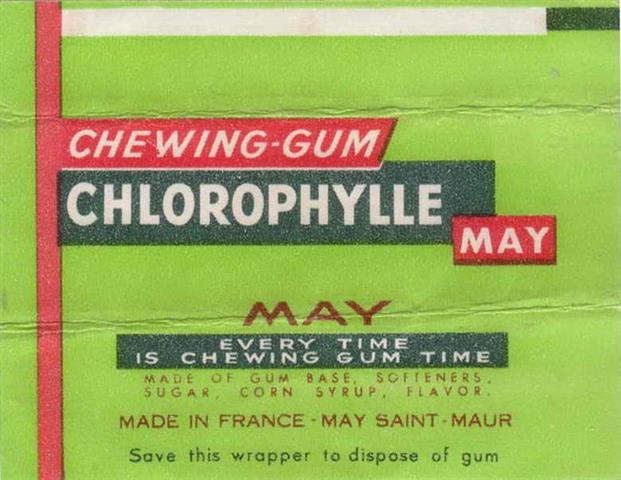 CHEWING-GUM
CHLOROPHYLLE
MAY
MAY
EVERY TIME
IS CHEWING GUM TIME
MADE OF GUM BASE, SOFTENERS,
SUGAR, CORN SYRUP, FLAVOR.
MADE IN FRANCE - MAY SAINT-MAUR
Save this wrapper to dispose of gum